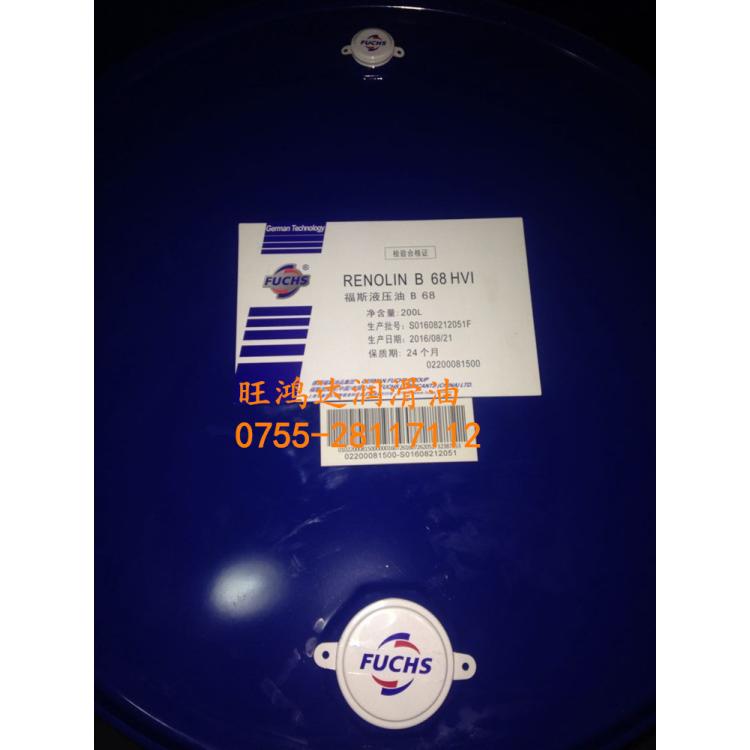 FUCHS
German Technology
检验合格证
FUCHS®
RENOLIN B 68 HVI
福斯液压油 B 68
净含量: 200L
生产批号: S01608212051F
生产日期: 2016/08/21
保质期: 24个月
02200081500
旺鸿达润滑油
0755-28117112
02200081500-S01608212051
FUCHS